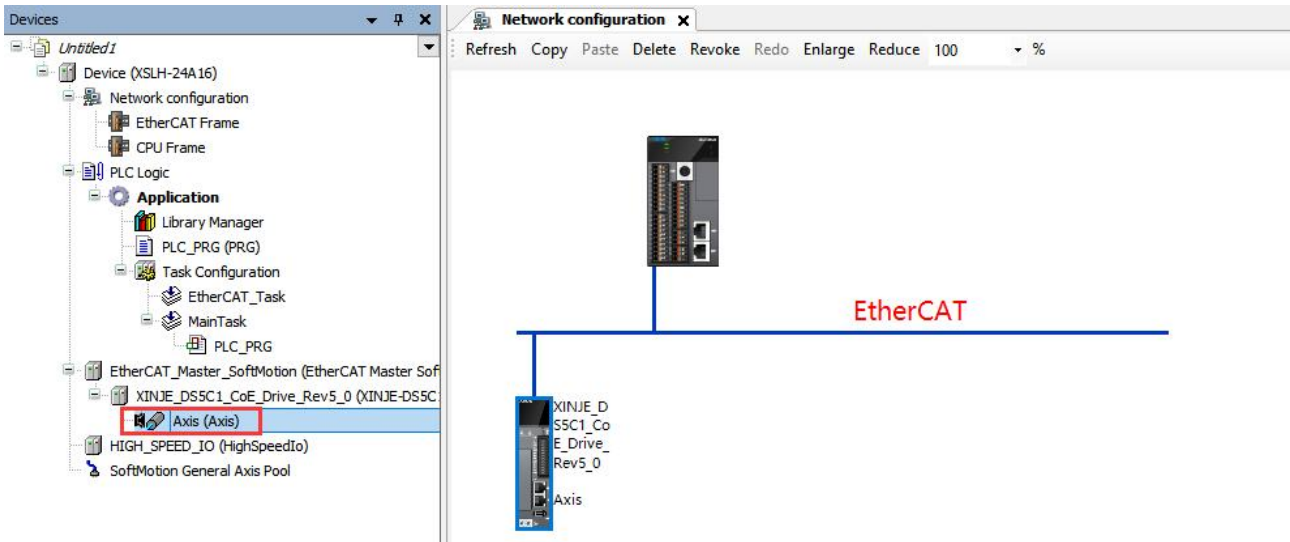 Devices
Untitled1
Device (XSLH-24A16)
Network configuration
EtherCAT Frame
CPU Frame
PLC Logic
Application
Library Manager
PLC_PRG (PRG)
Task Configuration
EtherCAT_Task
MainTask
PLC_PRG
EtherCAT_Master_SoftMotion (EtherCAT Master Soft
XINJE_DS5C1_CoE_Drive_Rev5_0 (XINJE-DS5C
Axis (Axis)
HIGH_SPEED_IO (HighSpeedIo)
SoftMotion General Axis Pool
Network configuration
Refresh Copy Paste Delete Revoke Redo Enlarge Reduce 100 %
EtherCAT
XINJE_D
S5C1_Co
E_Drive_
Rev5_0
Axis